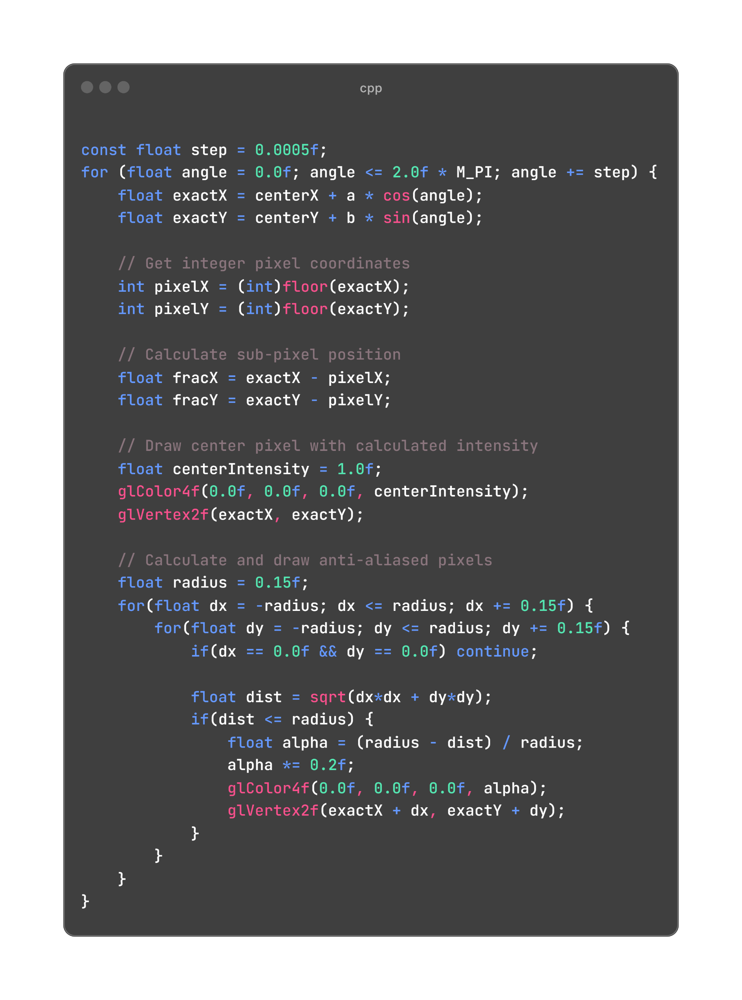 cpp
const float step = 0.0005f;
for (float angle = 0.0f; angle <= 2.0f * M_PI; angle += step) {
    float exactX = centerX + a * cos(angle);
    float exactY = centerY + b * sin(angle);

    // Get integer pixel coordinates
    int pixelX = (int)floor(exactX);
    int pixelY = (int)floor(exactY);

    // Calculate sub-pixel position
    float fracX = exactX - pixelX;
    float fracY = exactY - pixelY;

    // Draw center pixel with calculated intensity
    float centerIntensity = 1.0f;
    glColor4f(0.0f, 0.0f, 0.0f, centerIntensity);
    glVertex2f(exactX, exactY);

    // Calculate and draw anti-aliased pixels
    float radius = 0.15f;
    for(float dx = -radius; dx <= radius; dx += 0.15f) {
        for(float dy = -radius; dy <= radius; dy += 0.15f) {
            if(dx == 0.0f && dy == 0.0f) continue;

            float dist = sqrt(dx*dx + dy*dy);
            if(dist <= radius) {
                float alpha = (radius - dist) / radius;
                alpha *= 0.2f;
                glColor4f(0.0f, 0.0f, 0.0f, alpha);
                glVertex2f(exactX + dx, exactY + dy);
            }
        }
    }
}